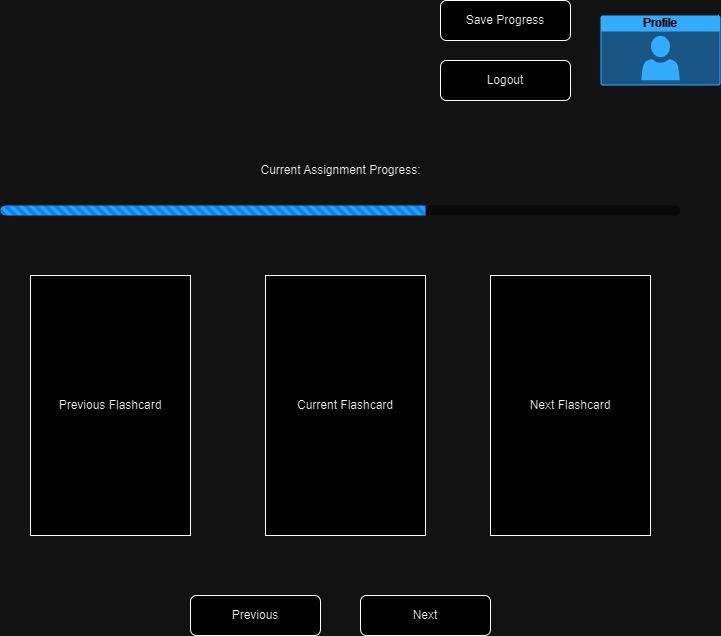 Save Progress
Profile
Logout
Current Assignment Progress:
Previous Flashcard
Current Flashcard
Next Flashcard
Previous
Next